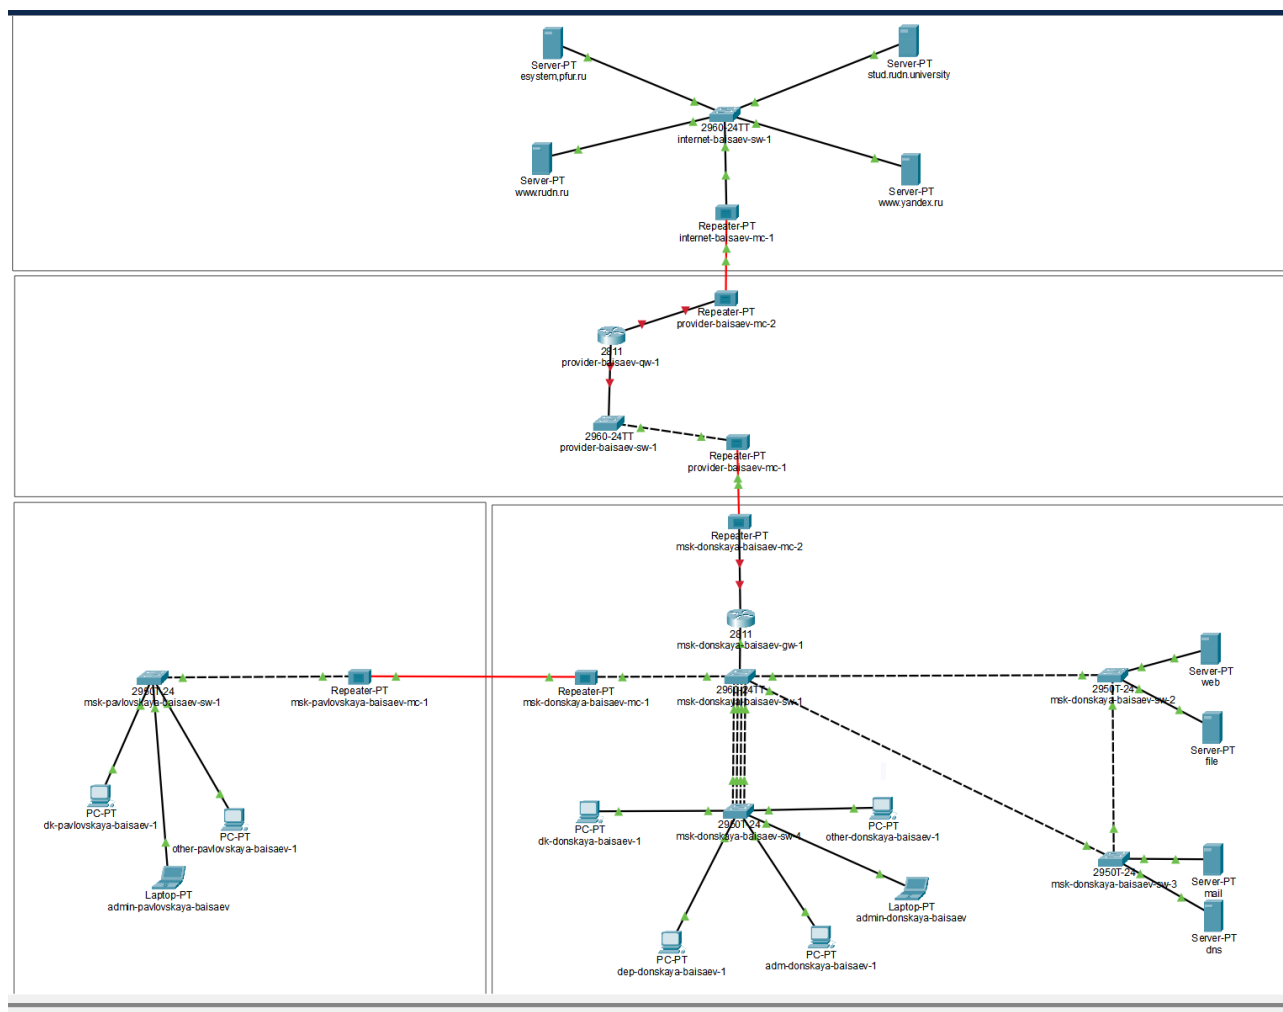 Server-PT
esystem.pfur.ru
Server-PT
stud.rudn.university
2960-24TT
internet-baisaev-sw-1
Server-PT
www.rudn.ru
Server-PT
www.yandex.ru
Repeater-PT
internet-baisaev-mc-1
Repeater-PT
provider-baisaev-mc-2
2811
provider-baisaev-gw-1
2960-24TT
provider-baisaev-sw-1
Repeater-PT
provider-baisaev-mc-1
Repeater-PT
msk-donskaya-baisaev-mc-2
2811
msk-donskaya-baisaev-gw-1
2950T-24
msk-pavlovskaya-baisaev-sw-1
Repeater-PT
msk-pavlovskaya-baisaev-mc-1
Repeater-PT
msk-donskaya-baisaev-mc-1
2960-24TT
msk-donskaya-baisaev-sw-1
2950T-24
msk-donskaya-baisaev-sw-2
Server-PT
web
Server-PT
file
PC-PT
dk-pavlovskaya-baisaev-1
PC-PT
other-pavlovskaya-baisaev-1
Laptop-PT
admin-pavlovskaya-baisaev
PC-PT
dk-donskaya-baisaev-1
2950T-24
msk-donskaya-baisaev-sw-4
PC-PT
other-donskaya-baisaev-1
2950T-24
msk-donskaya-baisaev-sw-3
Server-PT
mail
Server-PT
dns
Laptop-PT
admin-donskaya-baisaev
PC-PT
dep-donskaya-baisaev-1
PC-PT
adm-donskaya-baisaev-1